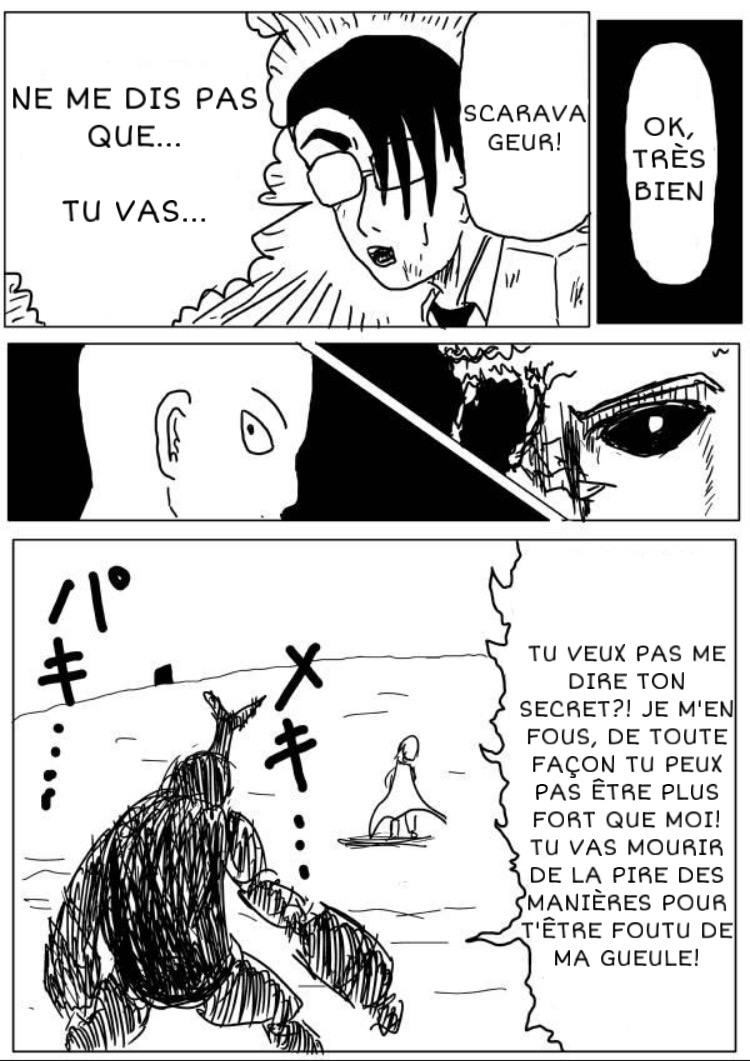 OK,
TRÈS
BIEN
SCARAVA
GEUR!
NE ME DIS PAS
QUE...
TU VAS...
パキ...
メキ...
TU VEUX PAS ME
DIRE TON
SECRET?! JE M'EN
FOUS, DE TOUTE
FAÇON TU PEUX
PAS ÊTRE PLUS
FORT QUE MOI!
TU VAS MOURIR
DE LA PIRE DES
MANIÈRES POUR
T'ÊTRE FOUTU DE
MA GUEULE!